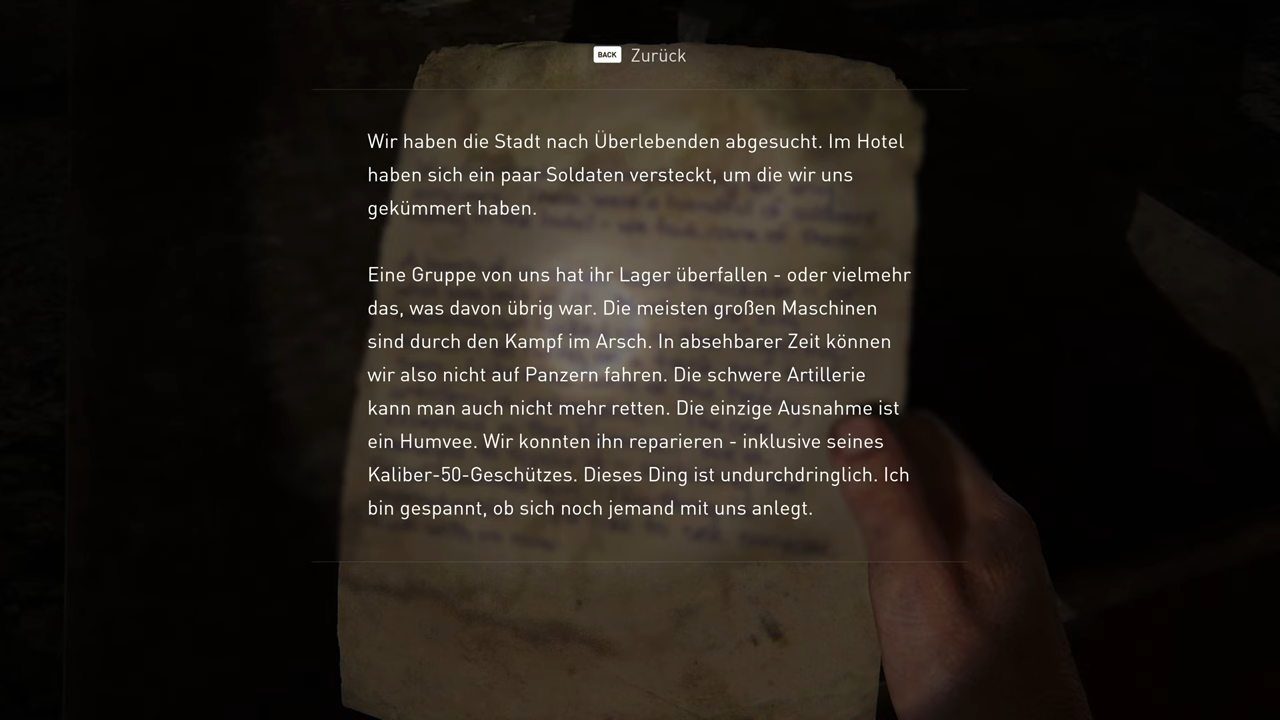 BACK Zurück
Wir haben die Stadt nach Überlebenden abgesucht. Im Hotel
haben sich ein paar Soldaten versteckt, um die wir uns
gekümmert haben.
Eine Gruppe von uns hat ihr Lager überfallen - oder vielmehr
das, was davon übrig war. Die meisten großen Maschinen
sind durch den Kampf im Arsch. In absehbarer Zeit können
wir also nicht auf Panzern fahren. Die schwere Artillerie
kann man auch nicht mehr retten. Die einzige Ausnahme ist
ein Humvee. Wir konnten ihn reparieren - inklusive seines
Kaliber-50-Geschützes. Dieses Ding ist undurchdringlich. Ich
bin gespannt, ob sich noch jemand mit uns anlegt.